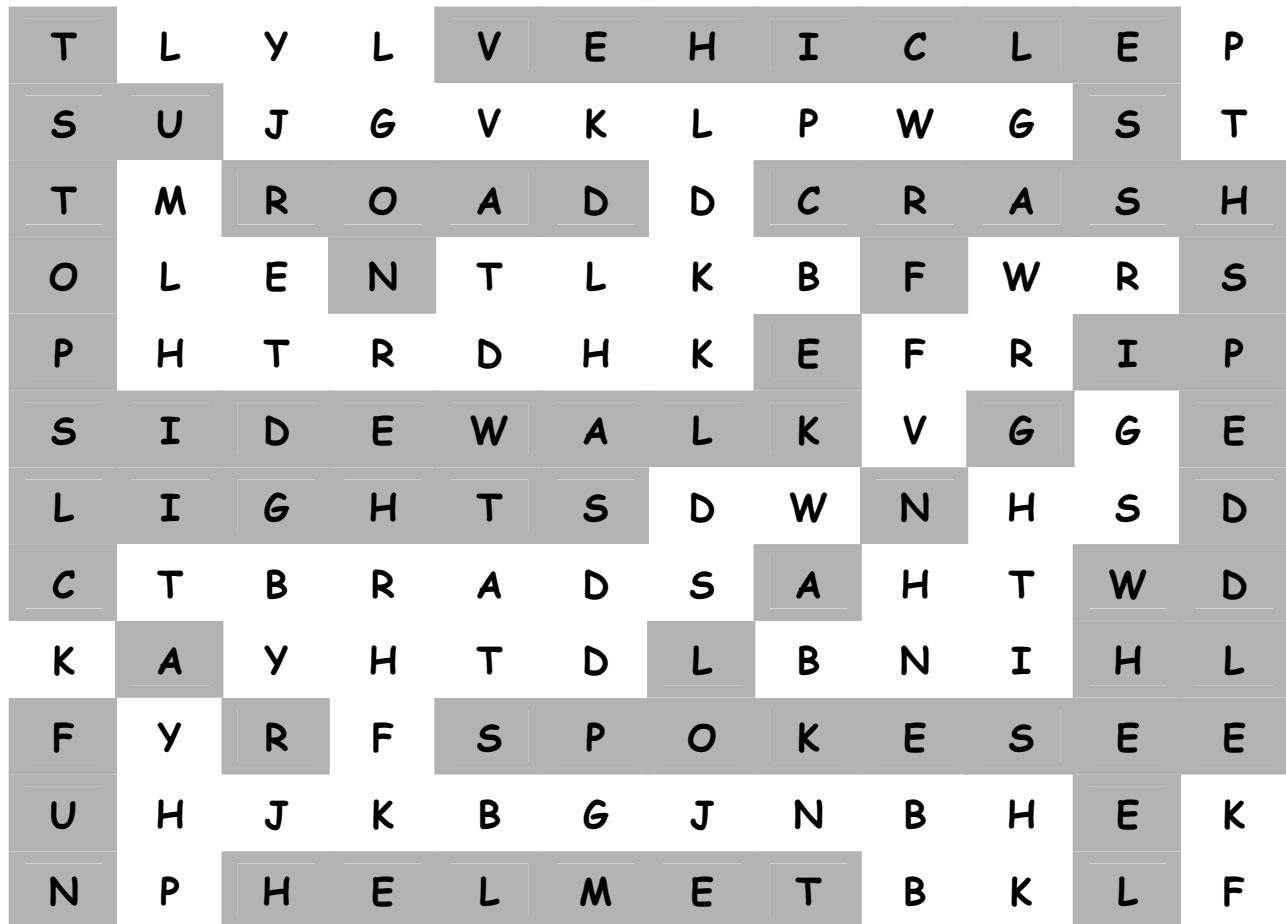 T L Y L V E H I C L E P
S U J G V K L P W G S T
T M R O A D D C R A S H
O L E N T L K B F W R S
P H T R D H K E F R I P
S I D E W A L K V G G E
L I G H T S D W N H S D
C T B R A D S A H T W D
K A Y H T D L B N I H L
F Y R F S P O K E S E E
U H J K B G J N B H E K
N P H E L M E T B K L F